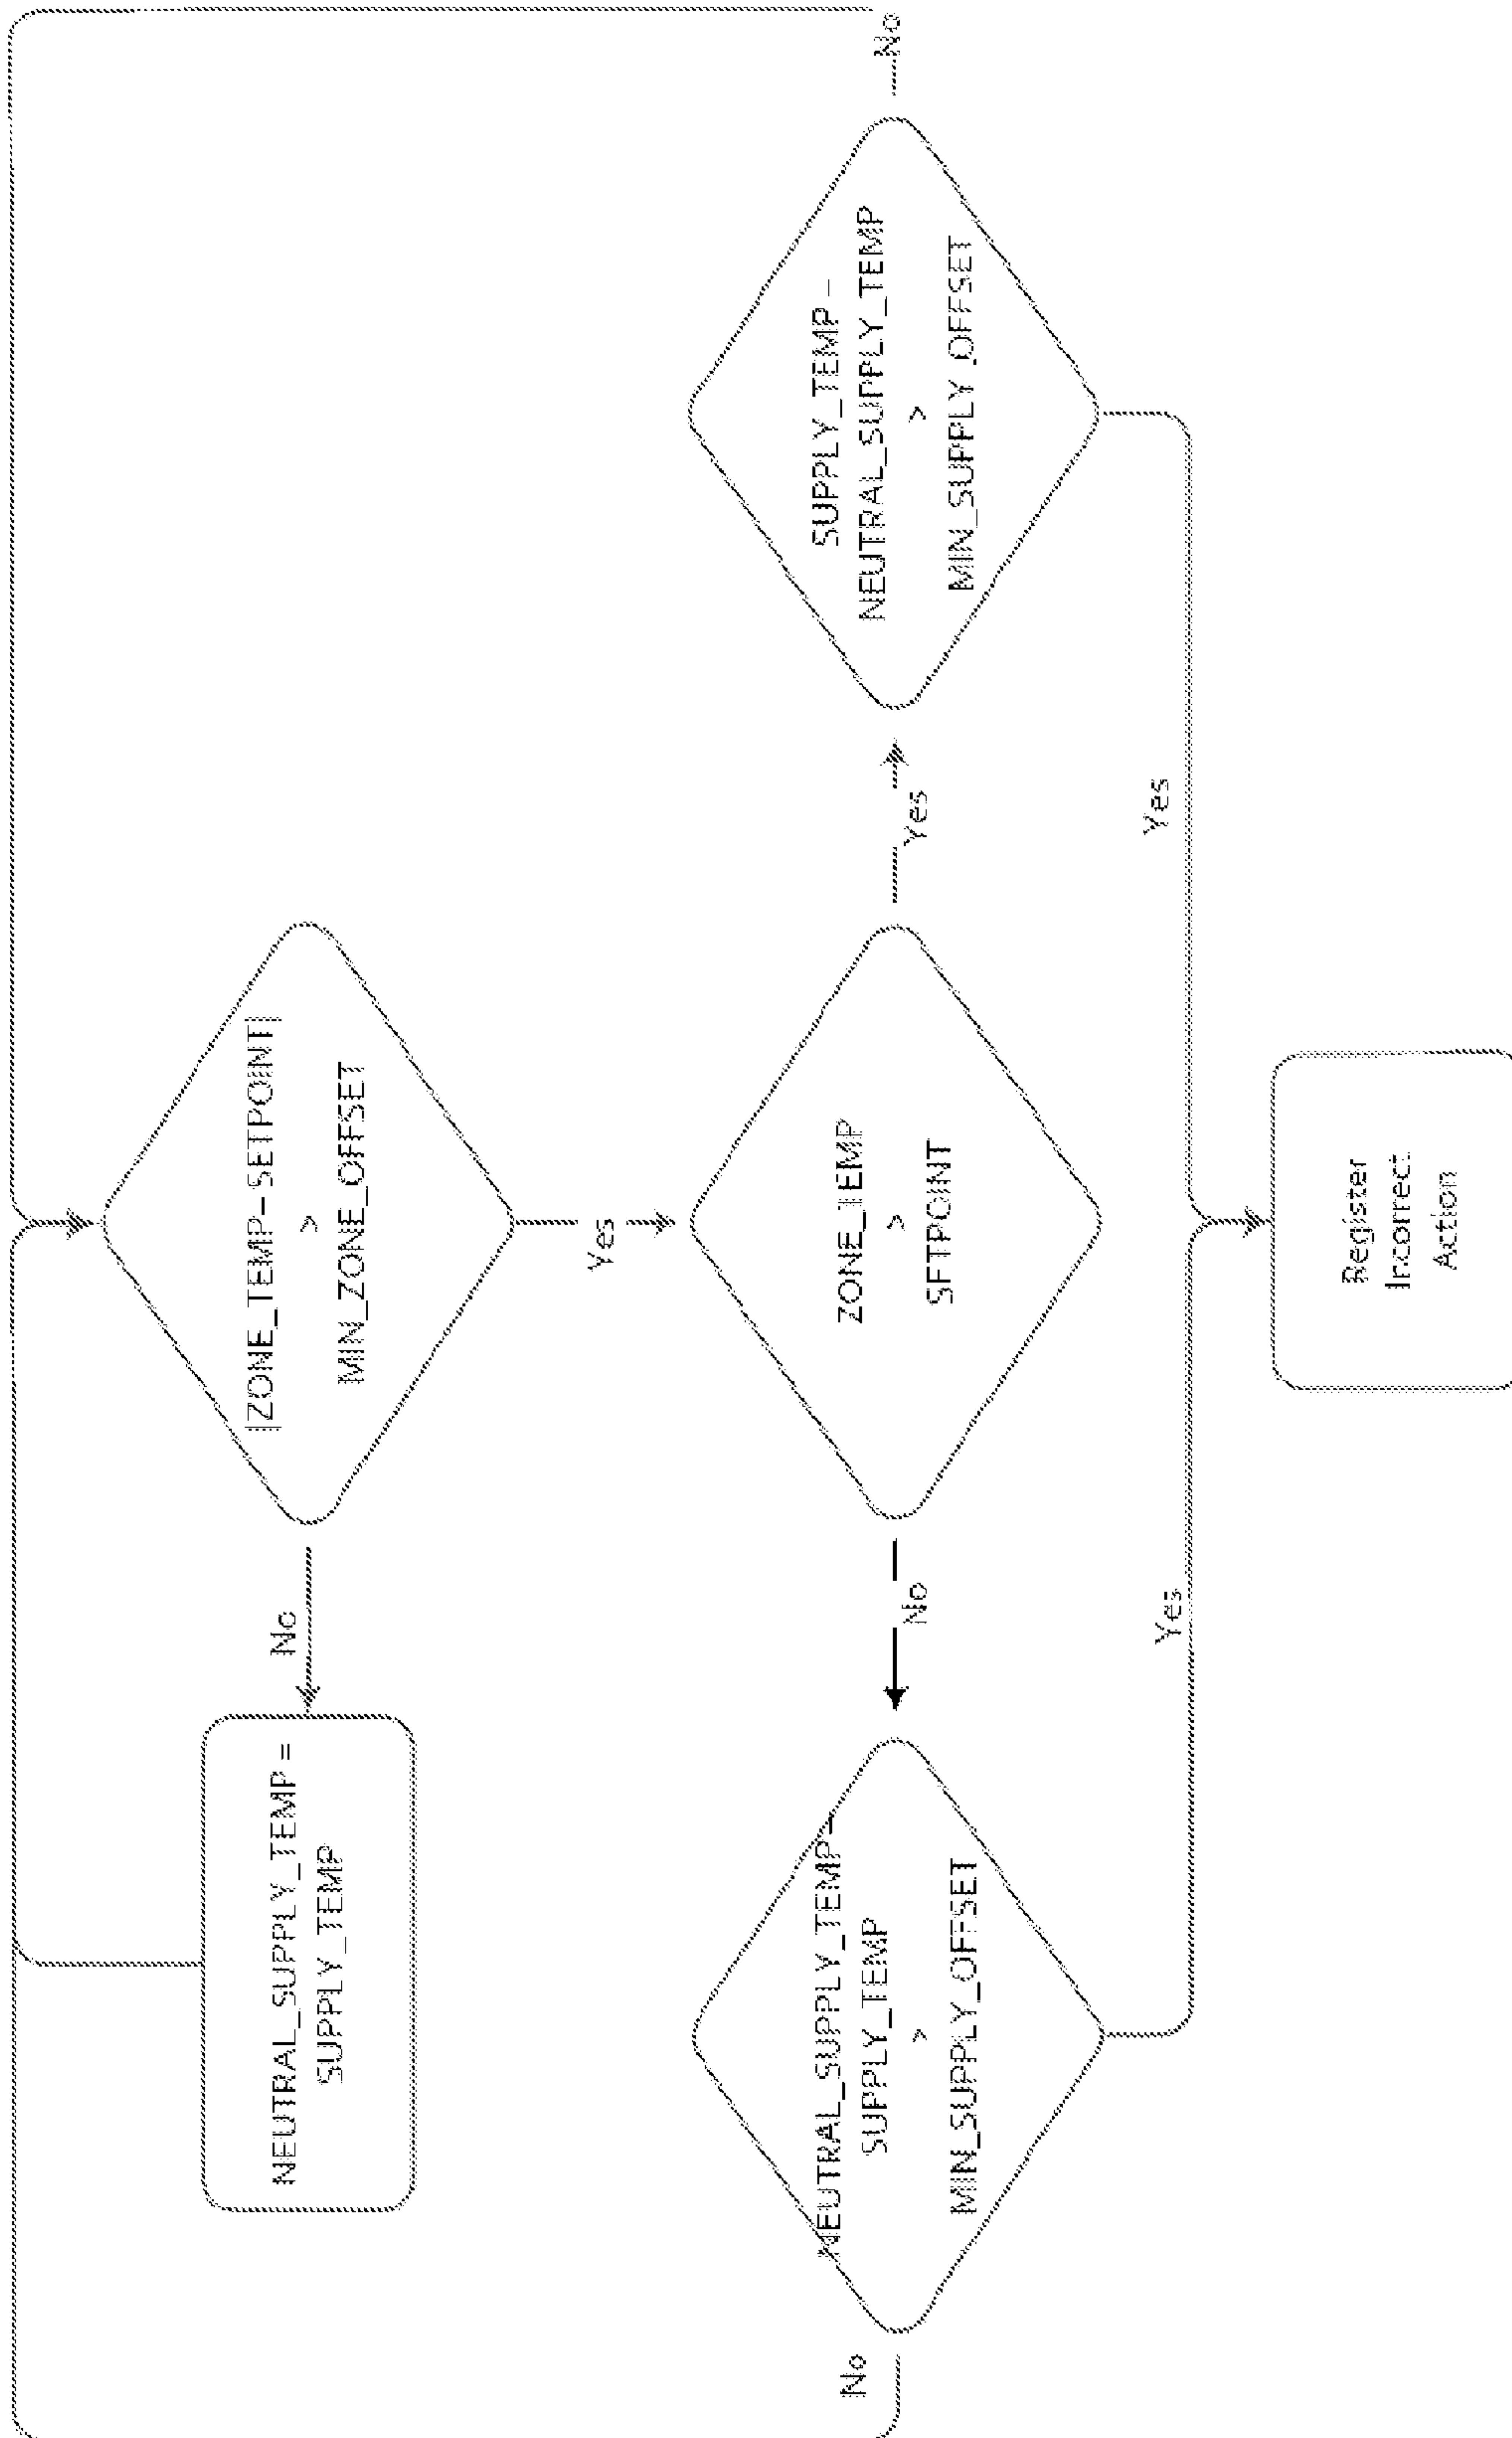 NEUTRAL_SUPPLY_TEMP =
SUPPLY_TEMP
No
|ZONE_TEMP-SETPOINT|
>
MIN_ZONE_OFFSET
Yes
No
NEUTRAL_SUPPLY_TEMP-
SUPPLY_TEMP
>
MIN_SUPPLY_OFFSET
No
ZONE_TEMP
>
SETPOINT
Yes
SUPPLY_TEMP –
NEUTRAL_SUPPLY_TEMP
>
MIN_SUPPLY_OFFSET
No
Yes
Yes
Register
Incorrect
Action